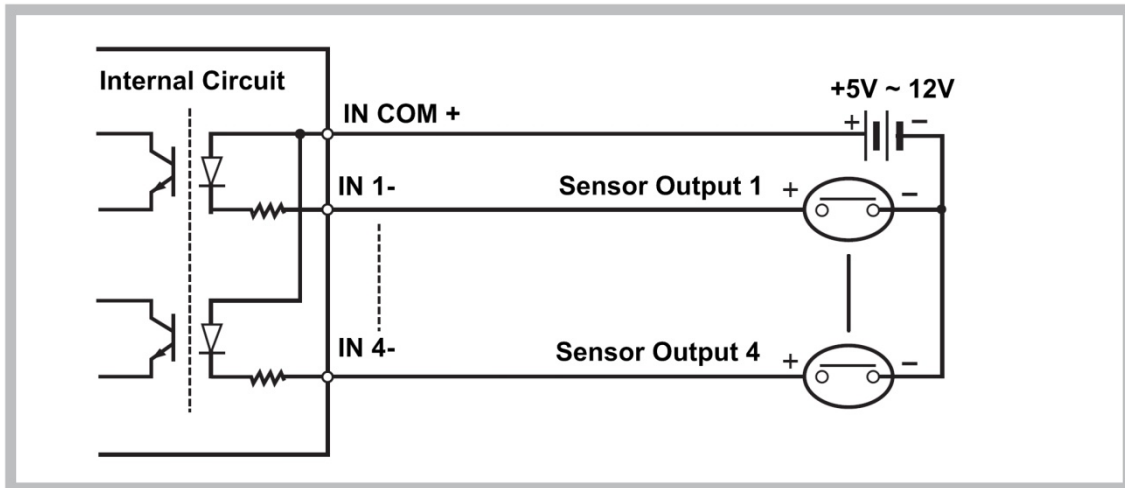 Internal Circuit
IN COM +
+5V ~ 12V
+ −
IN 1-
Sensor Output 1 + −
IN 4-
Sensor Output 4 + −